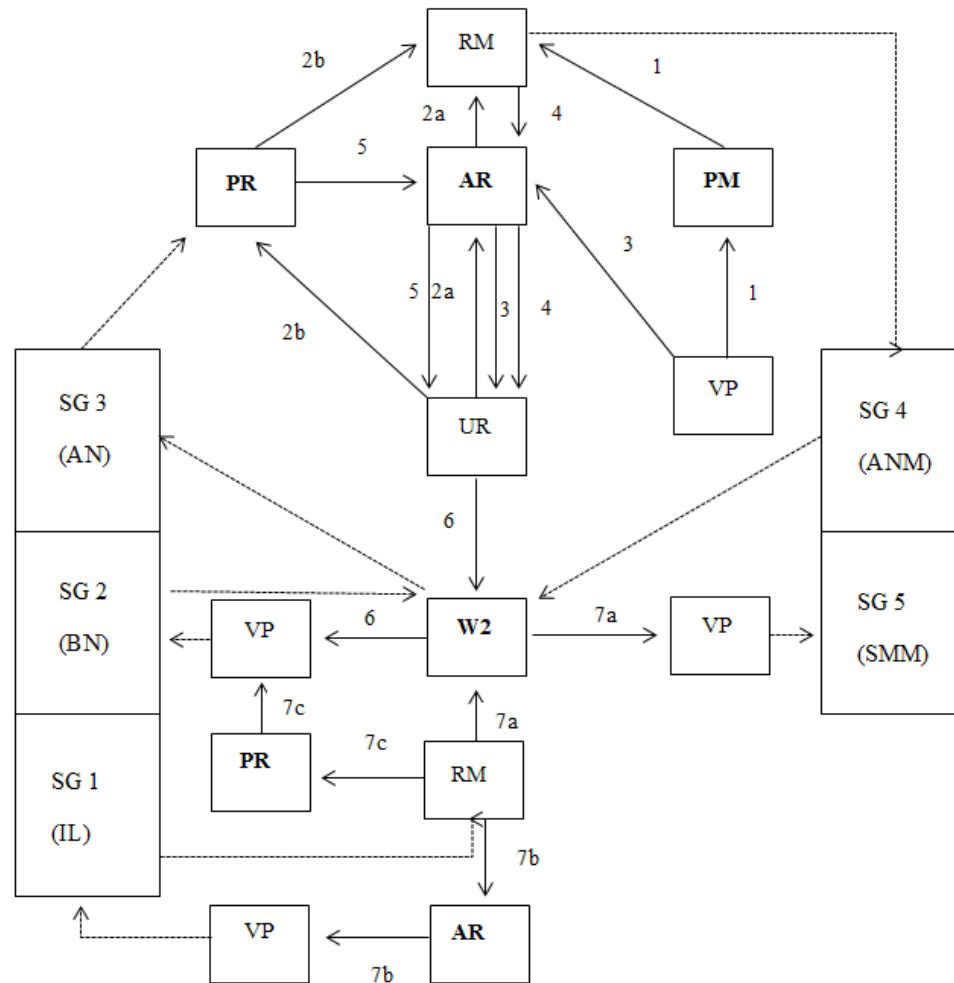 RM
2b
1
2a
4
5
PR
AR
PM
3
5
2a
3
4
1
2b
VP
SG 3
(AN)
UR
SG 4
(ANM)
6
SG 2
(BN)
VP
6
W2
7a
VP
SG 5
(SMM)
7c
7a
PR
7c
RM
SG 1
(IL)
7b
VP
AR
7b